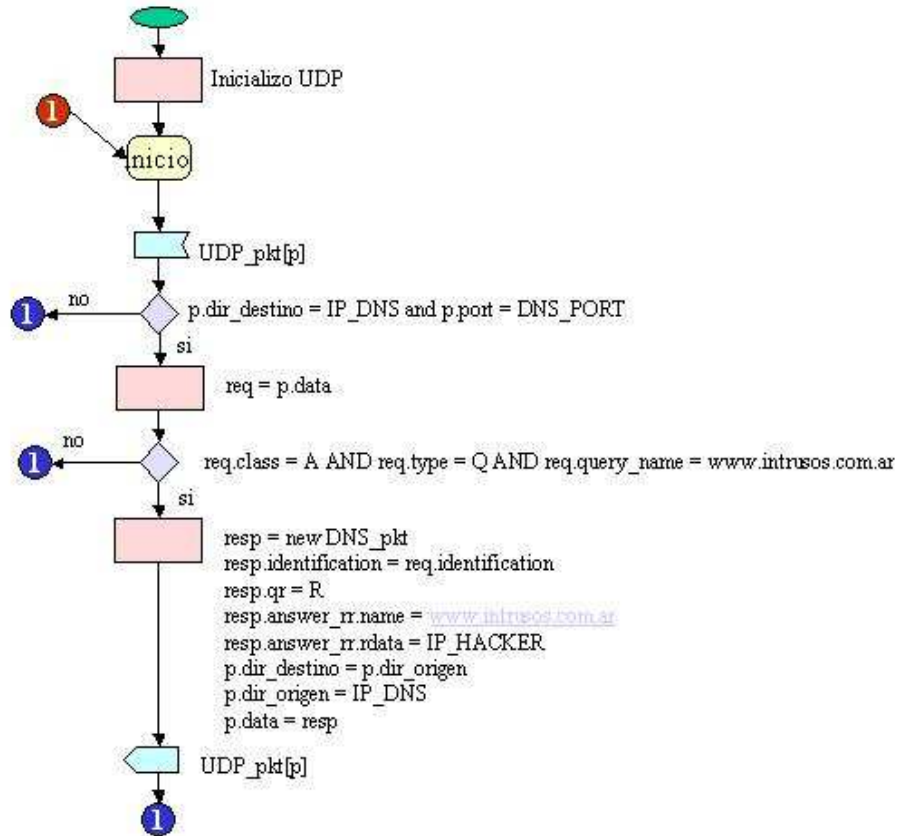 Inicializo UDP
1
Inicio
UDP_pkt[p]
no
1
p.dir_destino = IP_DNS and p.port = DNS_PORT
si
req = p.data
no
1
req.class = A AND req.type = Q AND req.query_name = www.intrusos.com.ar
si
resp = new DNS_pkt
resp.identification = req.identification
resp.qr = R
resp.answer_rr.name = www.intrusos.com.ar
resp.answer_rr.rdata = IP_HACKER
p.dir_destino = p.dir_origen
p.dir_origen = IP_DNS
p.data = resp
UDP_pkt[p]
1